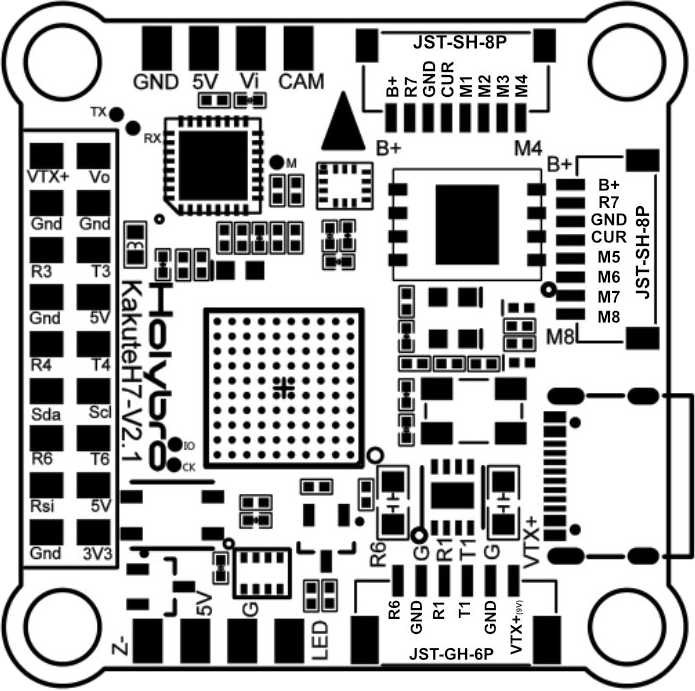 JST-SH-8P
GND 5V Vi CAM
B+ R7 GND CUR M1 M2 M3 M4
TX
RX
M
B+ M4
B+
VTX+ Vo
Gnd Gnd
R3 T3
Gnd 5V
R4 T4
Sda Scl
R6 T6
Rsi 5V
Gnd 3V3
KakuteH7-V2.1
Holybro
IO
CK
B+
R7
GND
CUR
M5
M6
M7
M8
JST-SH-8P
M8
R6 G R1 T1 G VTX+
R6 GND R1 T1 GND VTX+(9V)
JST-GH-6P
Z- 5V G LED